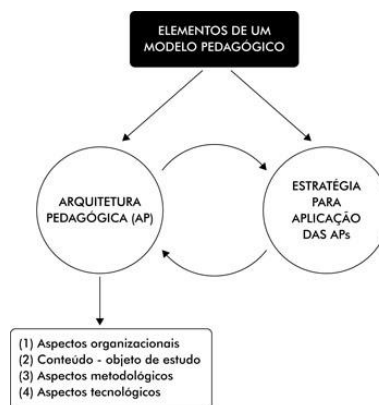 ELEMENTOS DE UM
MODELO PEDAGÓGICO
ARQUITETURA
PEDAGÓGICA (AP)
ESTRATÉGIA
PARA
APLICAÇÃO
DAS APs
(1) Aspectos organizacionais
(2) Conteúdo - objeto de estudo
(3) Aspectos metodológicos
(4) Aspectos tecnológicos